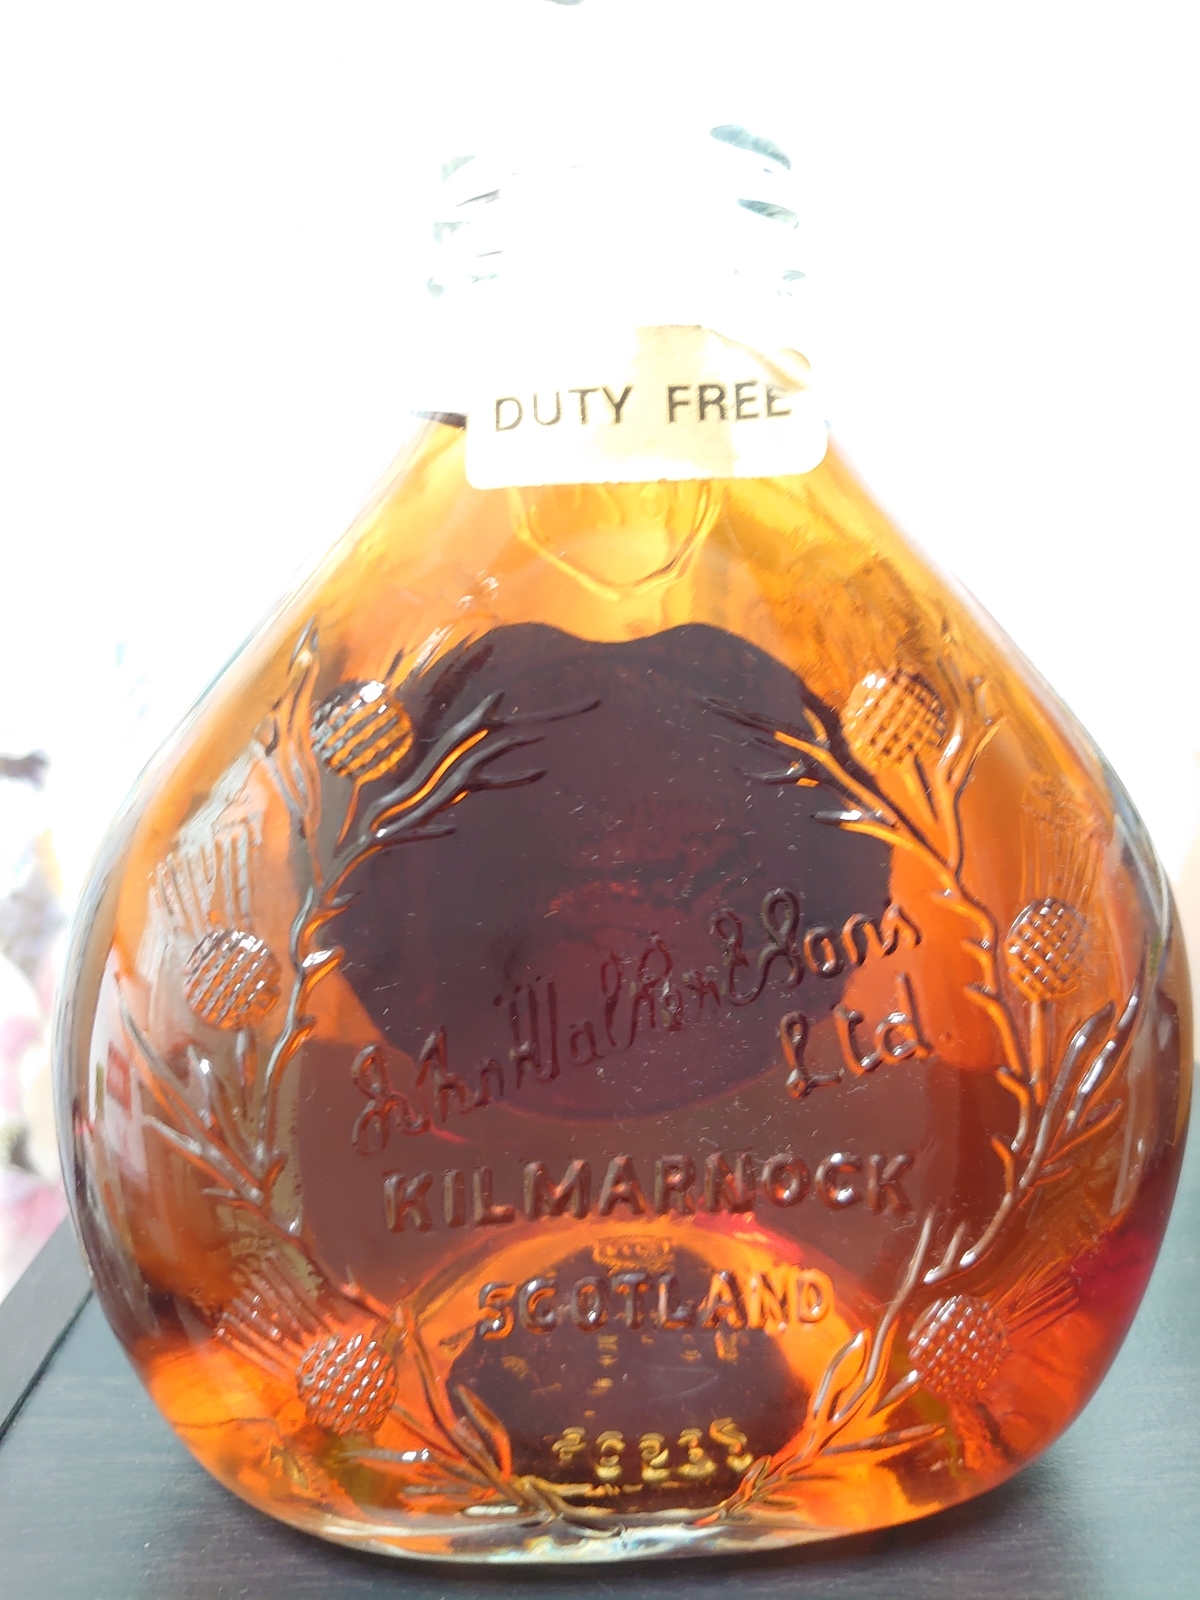 DUTY FREE
John Walker & Sons
Ltd.
KILMARNOCK
SCOTLAND